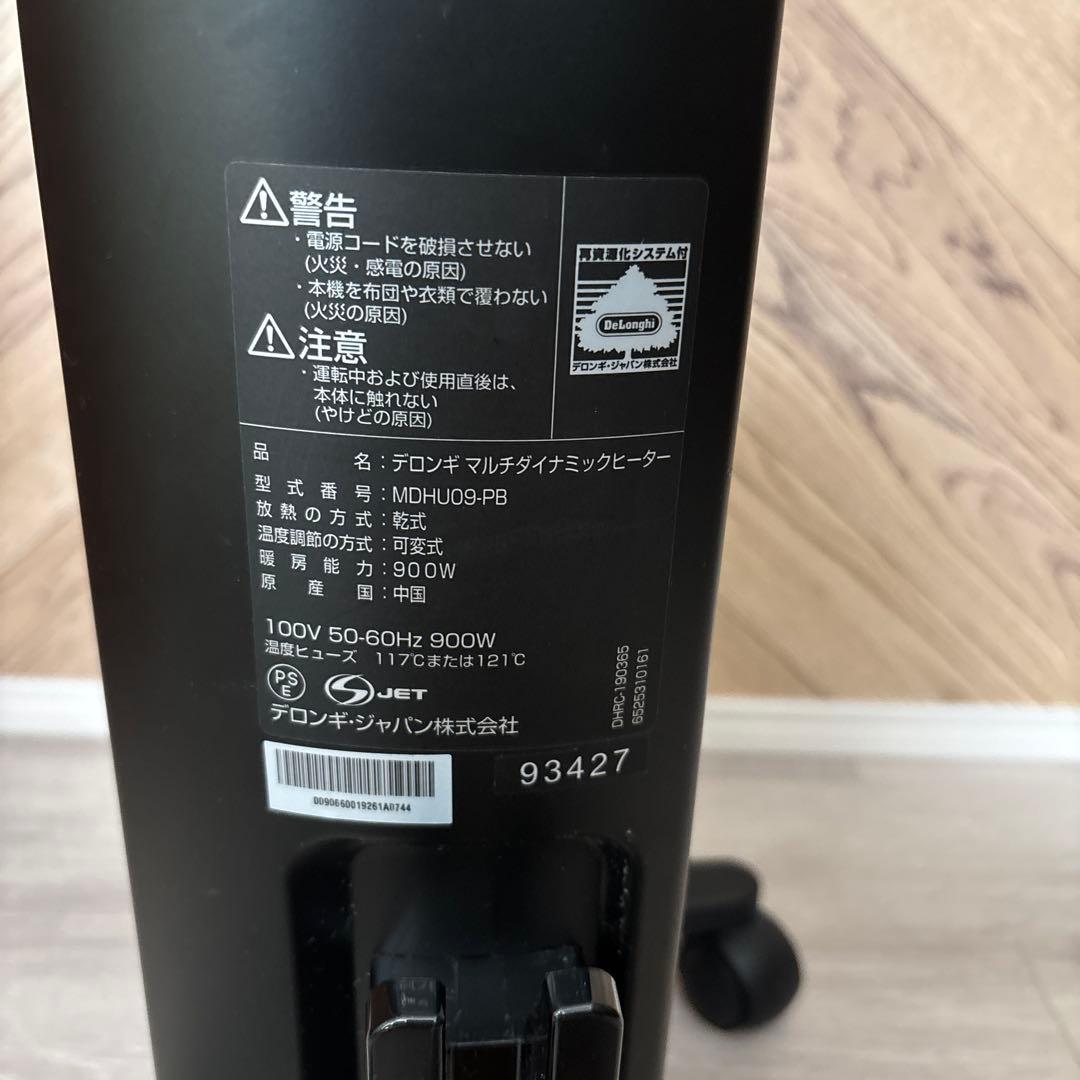 警告
・電源コードを破損させない
(火災・感電の原因)
・本機を布団や衣類で覆わない
(火災の原因)
注意
・運転中および使用直後は、
本体に触れない
(やけどの原因)
再資源化システム付
DeLonghi
デロンギ・ジャパン株式会社
品名：デロンギ マルチダイナミックヒーター
型式番号：MDHU09-PB
放熱の方式：乾式
温度調節の方式：可変式
暖房能力：900W
原産国：中国
100V 50-60Hz 900W
温度ヒューズ 117℃または121℃
PSE
JET
デロンギ・ジャパン株式会社
DHRC-190365
6525310161
DD90660019261A0744
93427